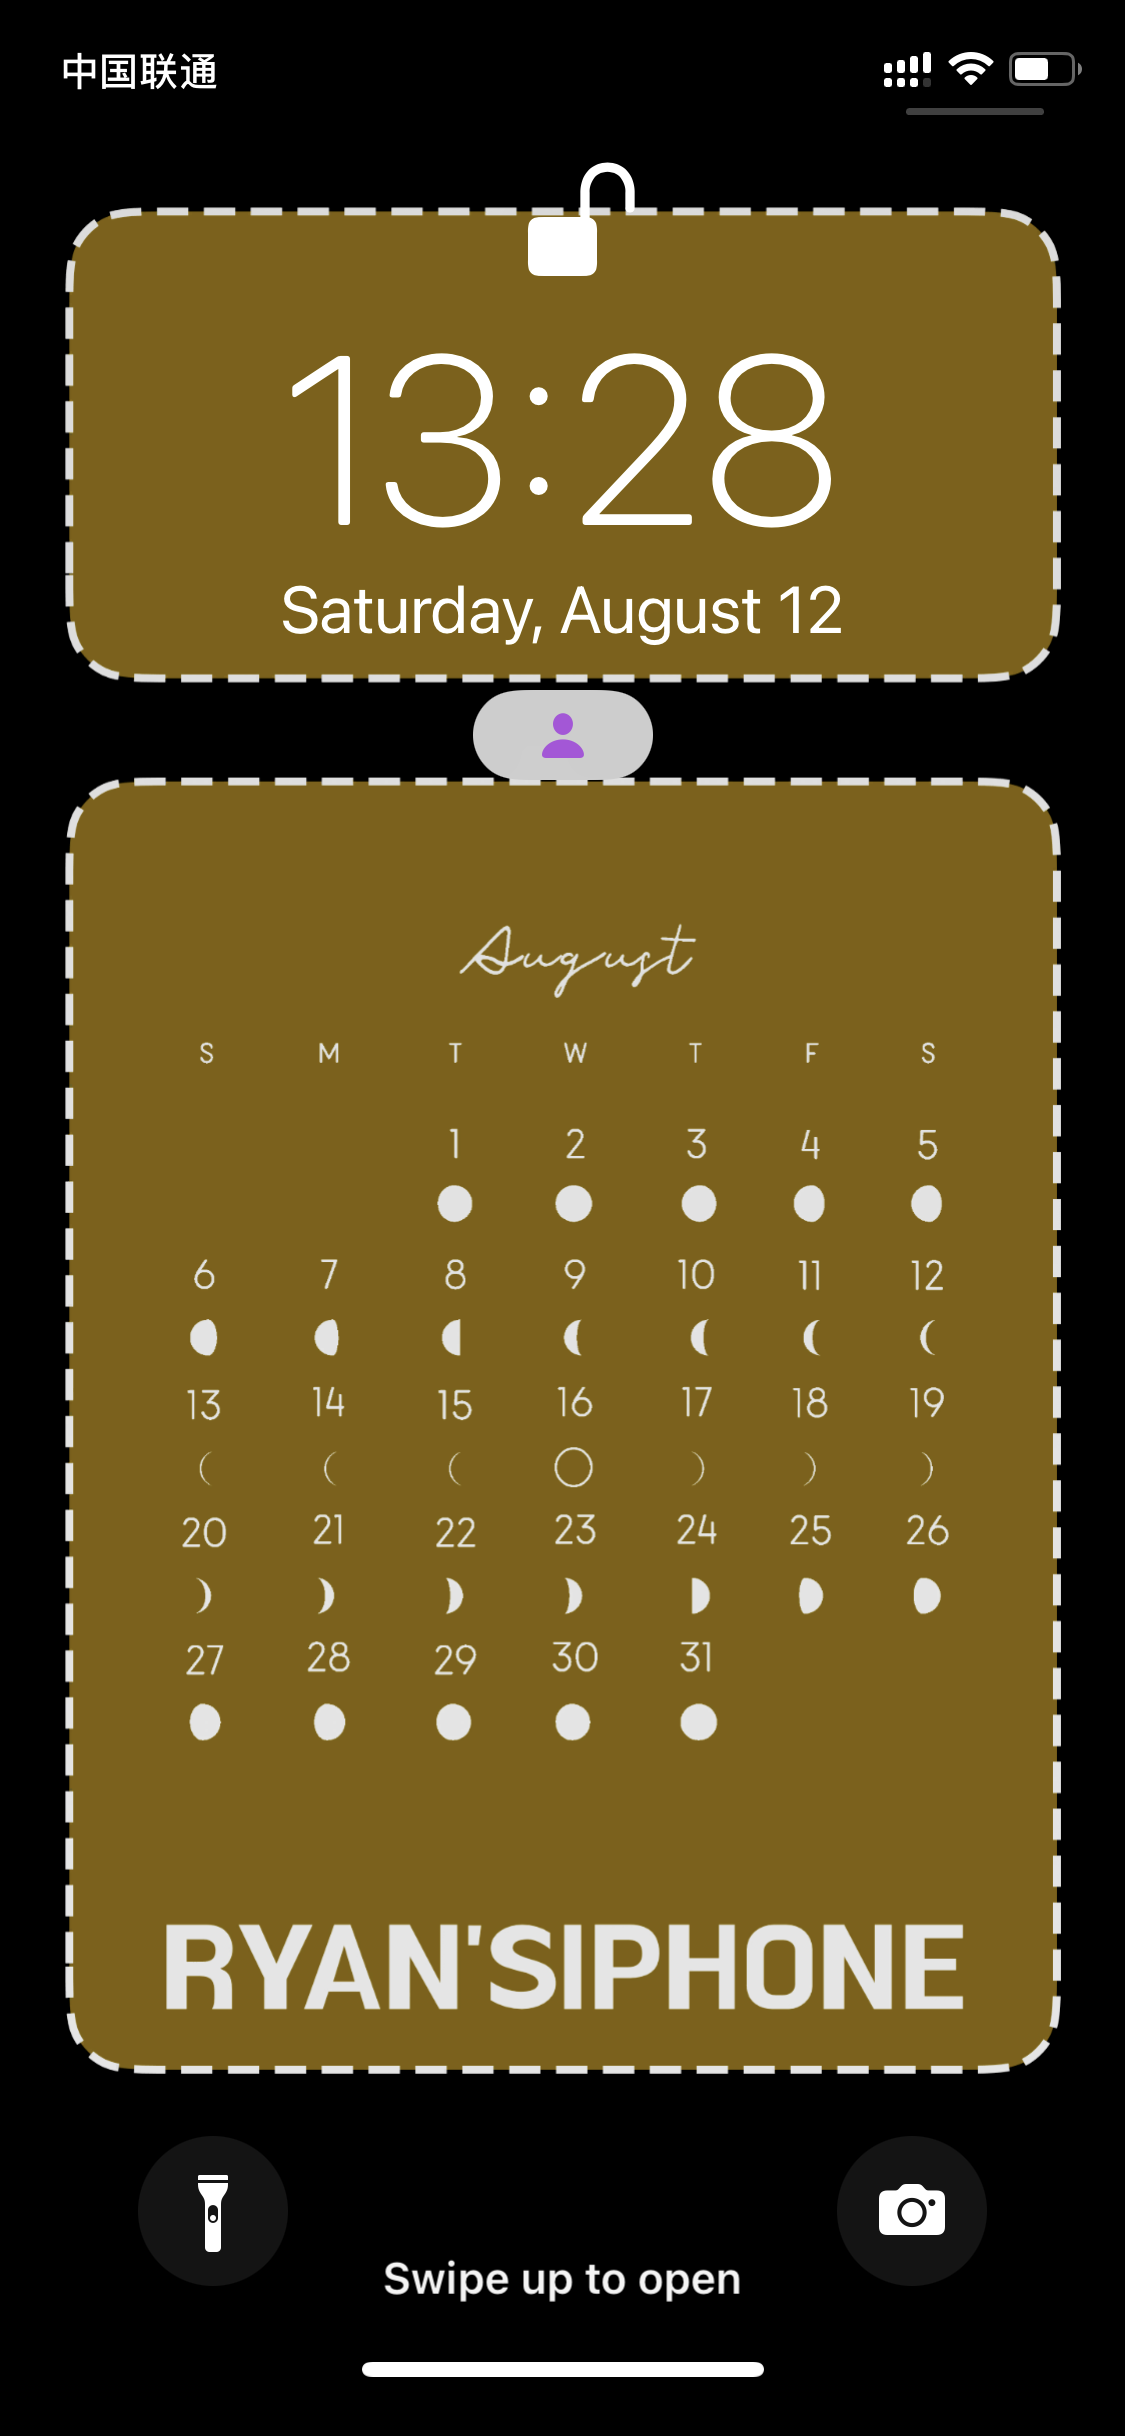 中国联通
13:28
Saturday, August 12
August
S M T W T F S
1 2 3 4 5
6 7 8 9 10 11 12
13 14 15 16 17 18 19
20 21 22 23 24 25 26
27 28 29 30 31
RYAN'SIPHONE
Swipe up to open